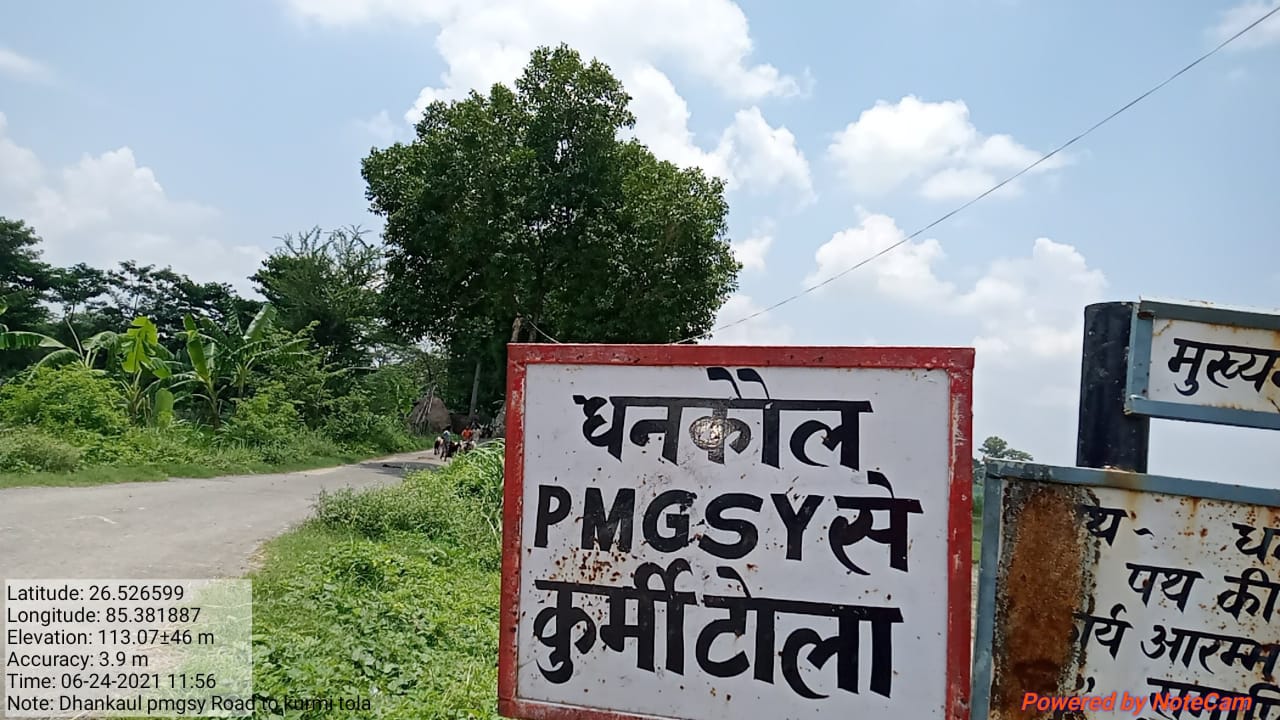 धनकौल
PMGSY से
कुर्मी टोला
मुख्य
पथ की
आरम्भ
Latitude: 26.526599
Longitude: 85.381887
Elevation: 113.07±46 m
Accuracy: 3.9 m
Time: 06-24-2021 11:56
Note: Dhankaul pmgsy Road to kurmi tola
Powered by NoteCam